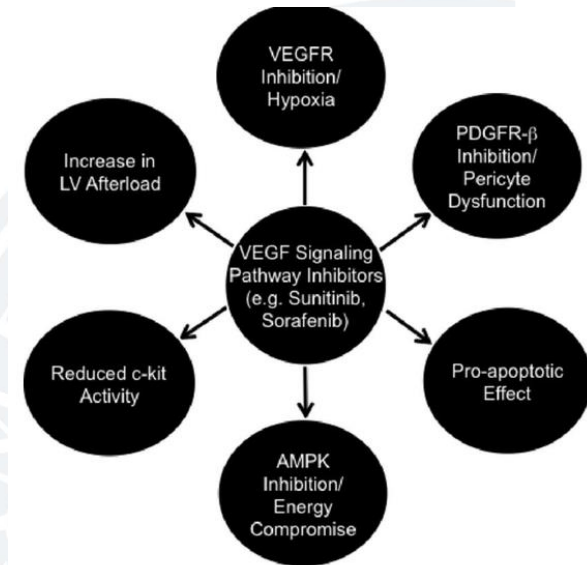 VEGFR
Inhibition/
Hypoxia
PDGFR-β
Inhibition/
Pericyte
Dysfunction
Increase in
LV Afterload
VEGF Signaling
Pathway Inhibitors
(e.g. Sunitinib,
Sorafenib)
Reduced c-kit
Activity
Pro-apoptotic
Effect
AMPK
Inhibition/
Energy
Compromise